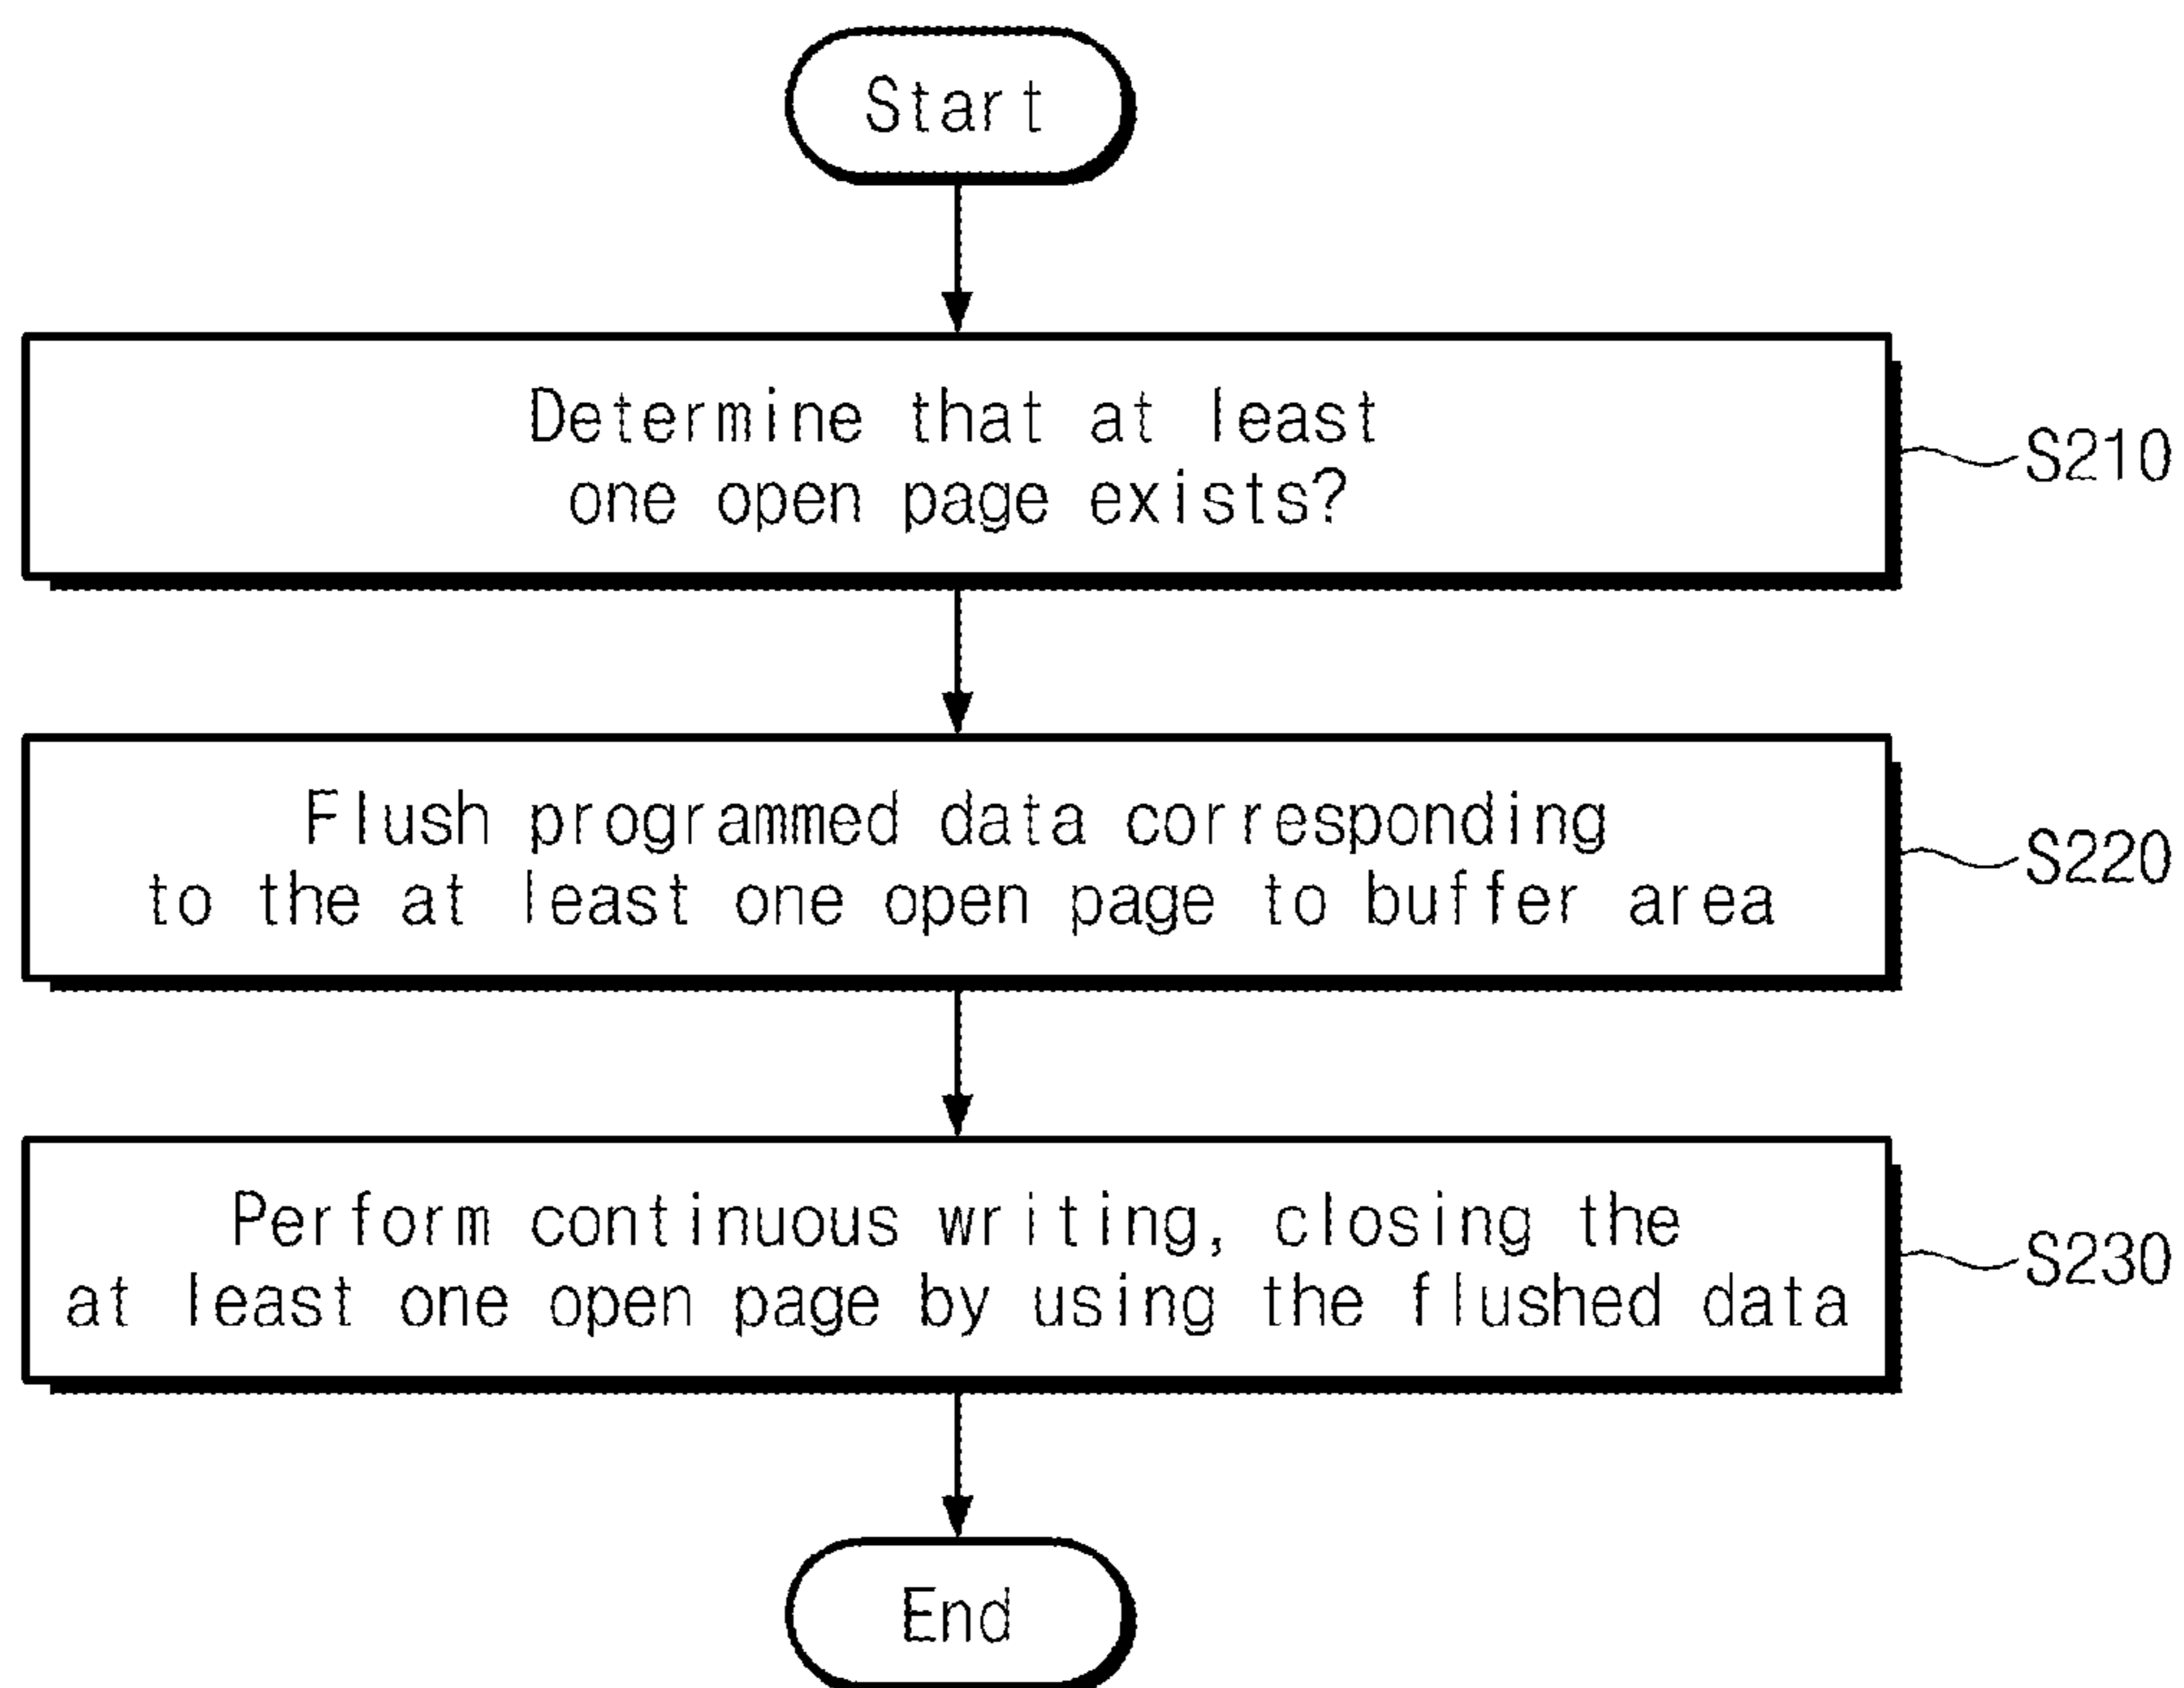 Start
Determine that at least
one open page exists?
S210
Flush programmed data corresponding
to the at least one open page to buffer area
S220
Perform continuous writing, closing the
at least one open page by using the flushed data
S230
End